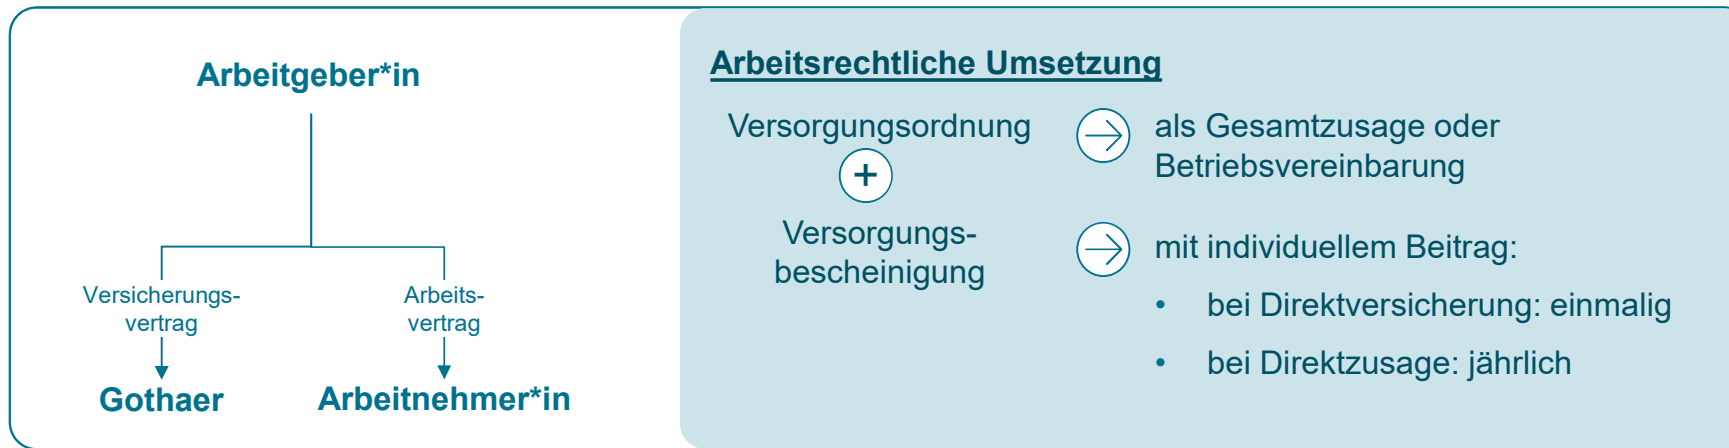 Arbeitgeber*in
Versicherungs-
vertrag
Arbeits-
vertrag
Gothaer
Arbeitnehmer*in
Arbeitsrechtliche Umsetzung
Versorgungsordnung
+
Versorgungs-
bescheinigung
als Gesamtzusage oder
Betriebsvereinbarung
mit individuellem Beitrag:
• bei Direktversicherung: einmalig
• bei Direktzusage: jährlich